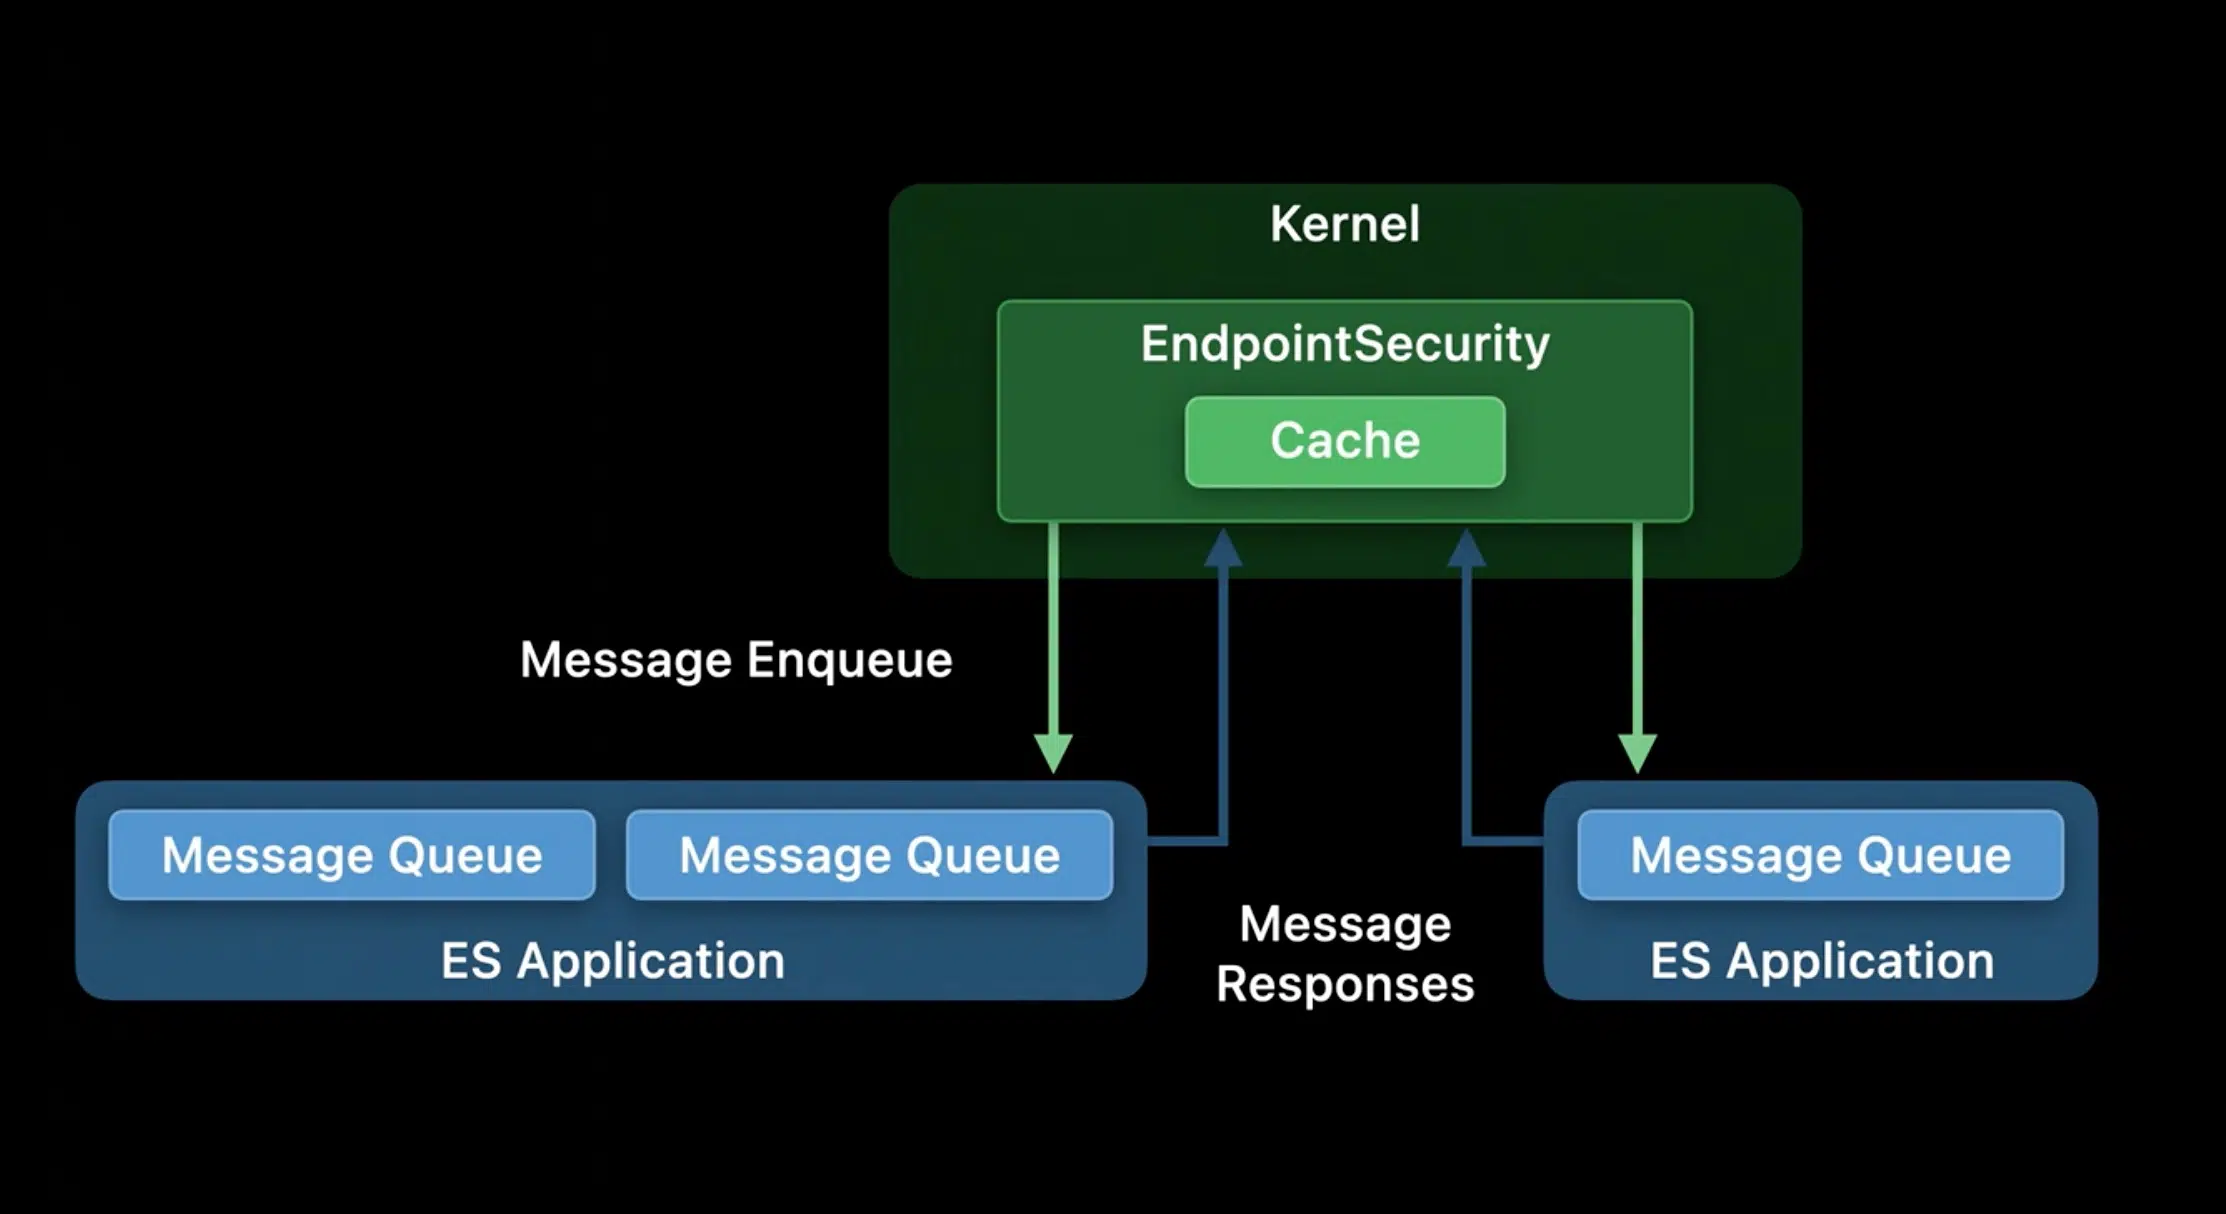 Kernel
EndpointSecurity
Cache
Message Enqueue
Message Queue
Message Queue
ES Application
Message
Responses
Message Queue
ES Application